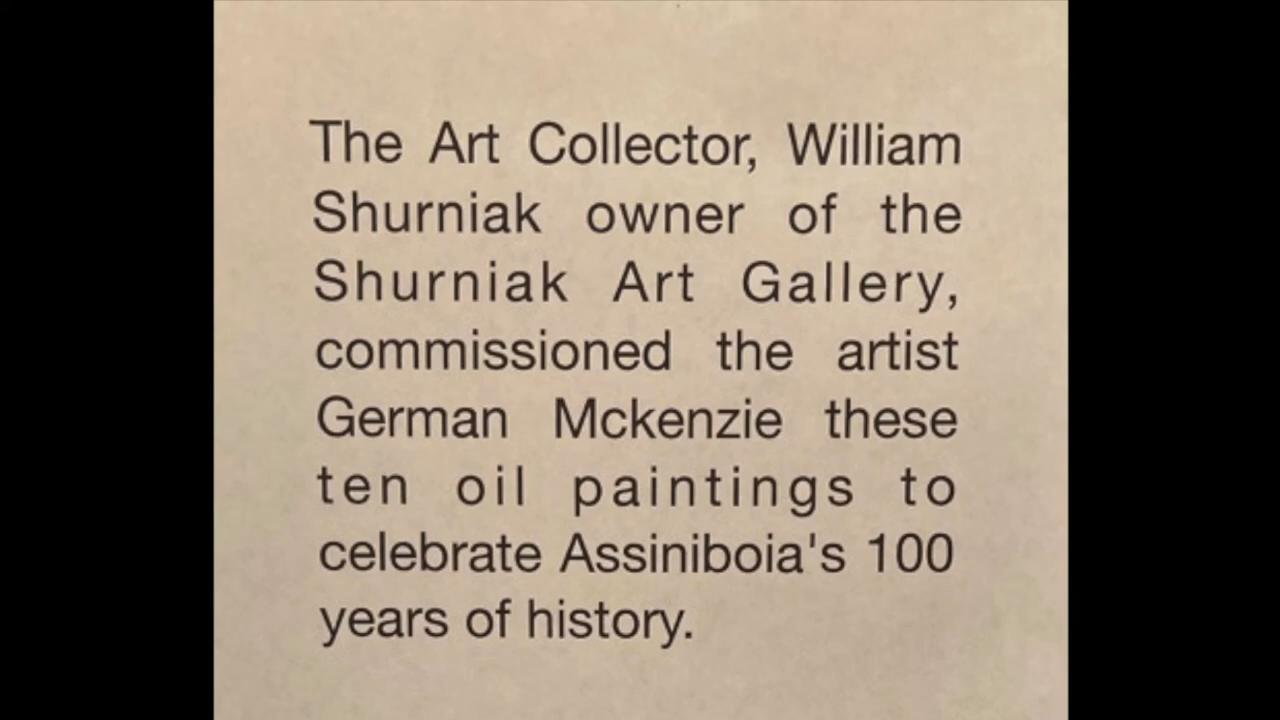 The Art Collector, William
Shurniak owner of the
Shurniak Art Gallery,
commissioned the artist
German Mckenzie these
ten oil paintings to
celebrate Assiniboia's 100
years of history.